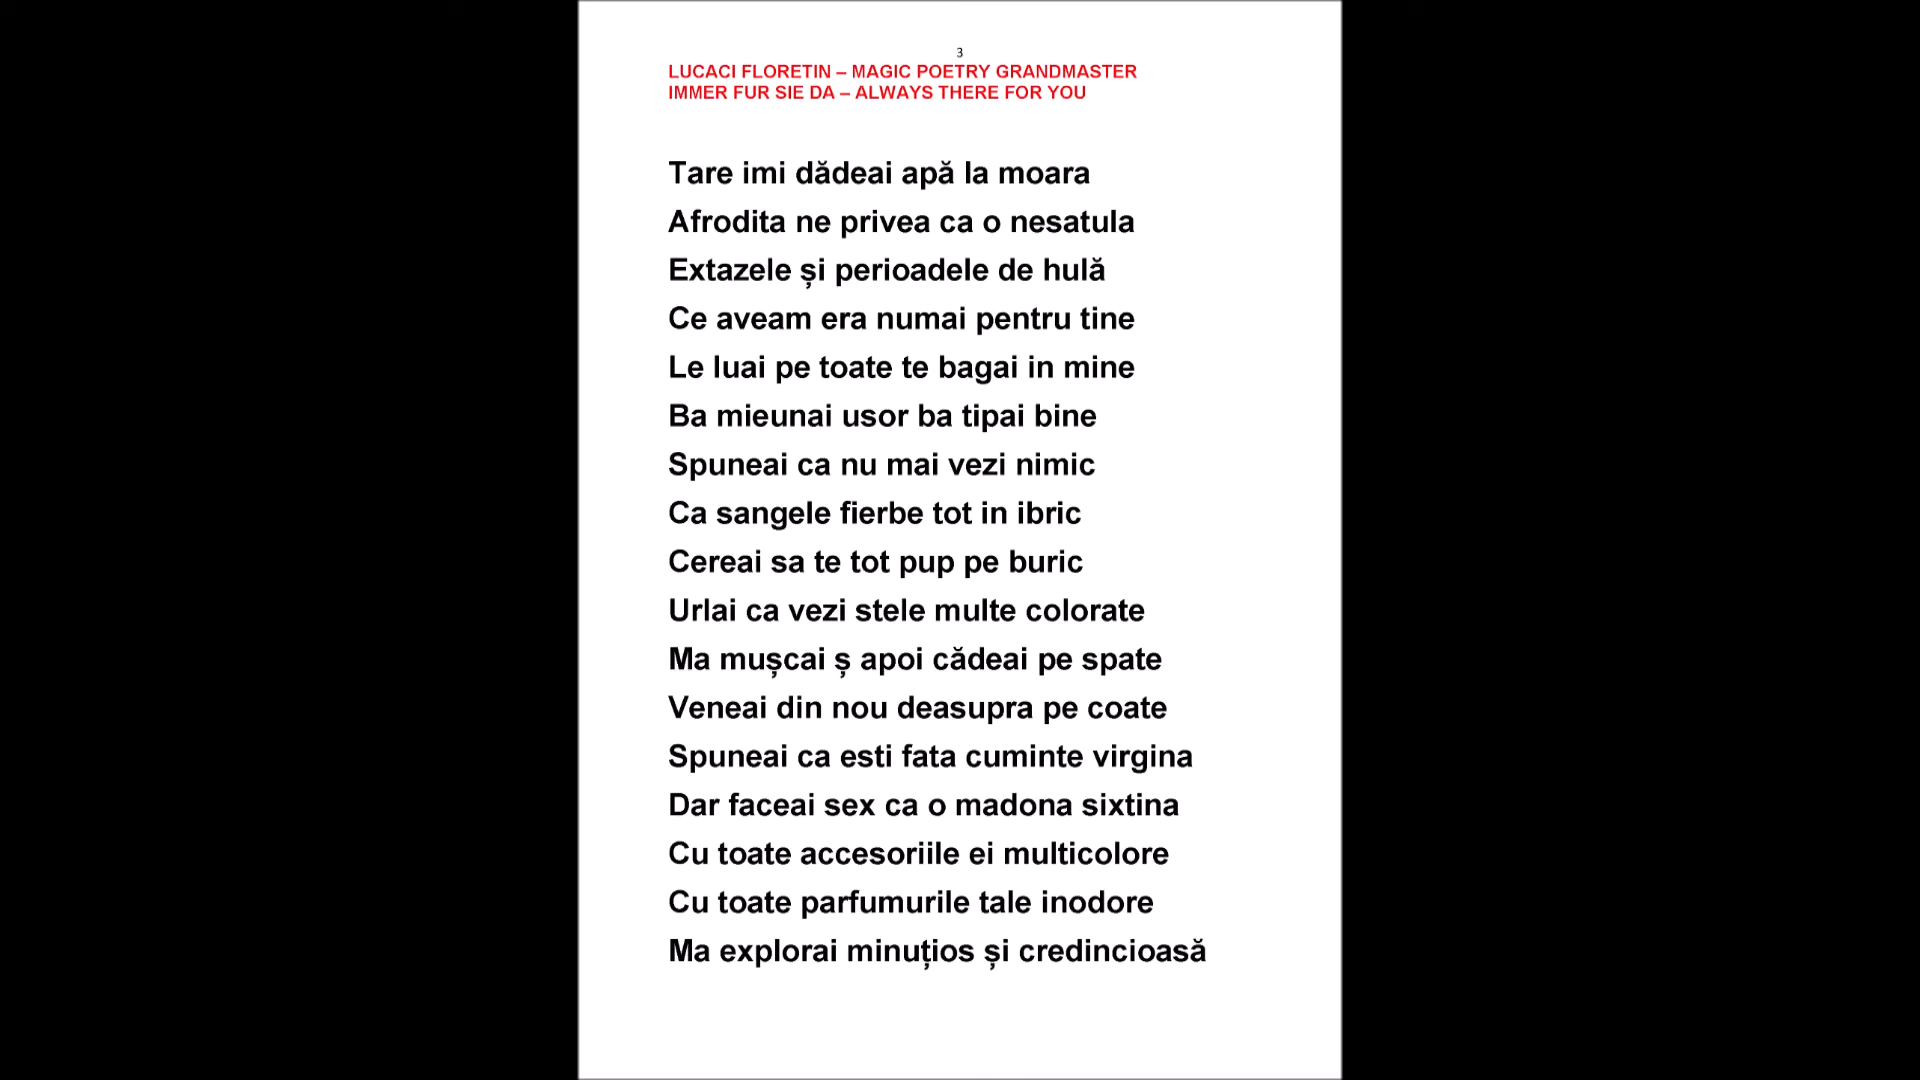 3
LUCACI FLORETIN – MAGIC POETRY GRANDMASTER
IMMER FUR SIE DA – ALWAYS THERE FOR YOU
Tare imi dădeai apă la moara
Afrodita ne privea ca o nesatula
Extazele și perioadele de hulă
Ce aveam era numai pentru tine
Le luai pe toate te bagai in mine
Ba mieunai usor ba tipai bine
Spuneai ca nu mai vezi nimic
Ca sangele fierbe tot in ibric
Cereai sa te tot pup pe buric
Urlai ca vezi stele multe colorate
Ma mușcai ș apoi cădeai pe spate
Veneai din nou deasupra pe coate
Spuneai ca esti fata cuminte virgina
Dar faceai sex ca o madona sixtina
Cu toate accesoriile ei multicolore
Cu toate parfumurile tale inodore
Ma explorai minuțios și credincioasă